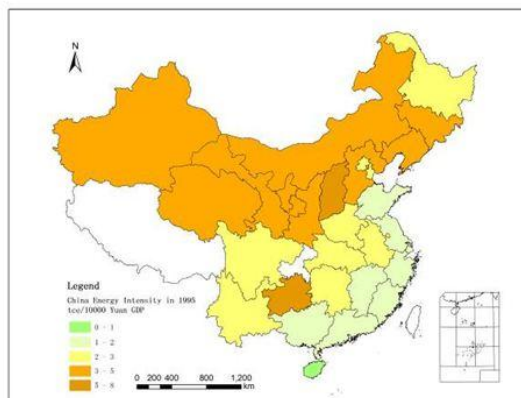 N
Legend
China Energy Intensity in 1995
tce/10000 Yuan GDP
0 - 1
1 - 2
2 - 3
3 - 5
5 - 8
0 200 400 800 1,200
km